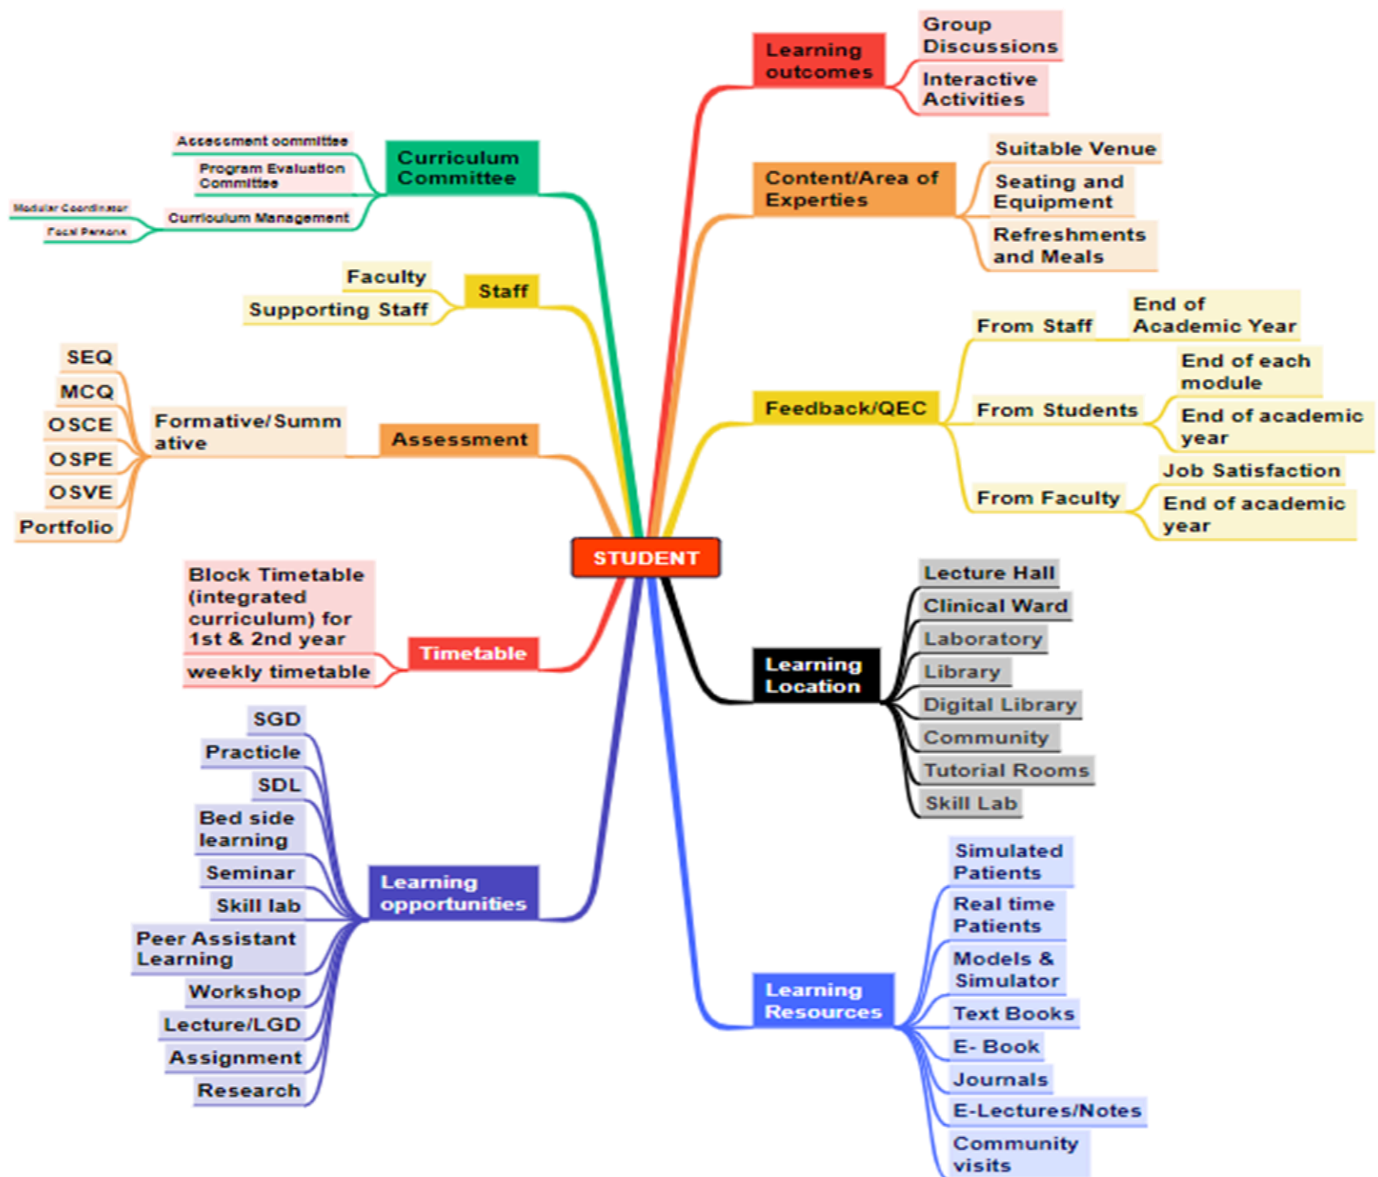 STUDENT
Learning
outcomes
Group
Discussions
Interactive
Activities
Content/Area of
Experties
Suitable Venue
Seating and
Equipment
Refreshments
and Meals
Feedback/QEC
From Staff
End of
Academic Year
From Students
End of each
module
End of academic
year
From Faculty
Job Satisfaction
End of academic
year
Learning
Location
Lecture Hall
Clinical Ward
Laboratory
Library
Digital Library
Community
Tutorial Rooms
Skill Lab
Learning
Resources
Simulated
Patients
Real time
Patients
Models &
Simulator
Text Books
E- Book
Journals
E-Lectures/Notes
Community
visits
Curriculum
Committee
Assessment committee
Program Evaluation
Committee
Curriculum Management
Modular Coordinator
Focal Persons
Staff
Faculty
Supporting Staff
Assessment
Formative/Summ
ative
SEQ
MCQ
OSCE
OSPE
OSVE
Portfolio
Timetable
Block Timetable
(integrated
curriculum) for
1st & 2nd year
weekly timetable
Learning
opportunities
SGD
Practicle
SDL
Bed side
learning
Seminar
Skill lab
Peer Assistant
Learning
Workshop
Lecture/LGD
Assignment
Research